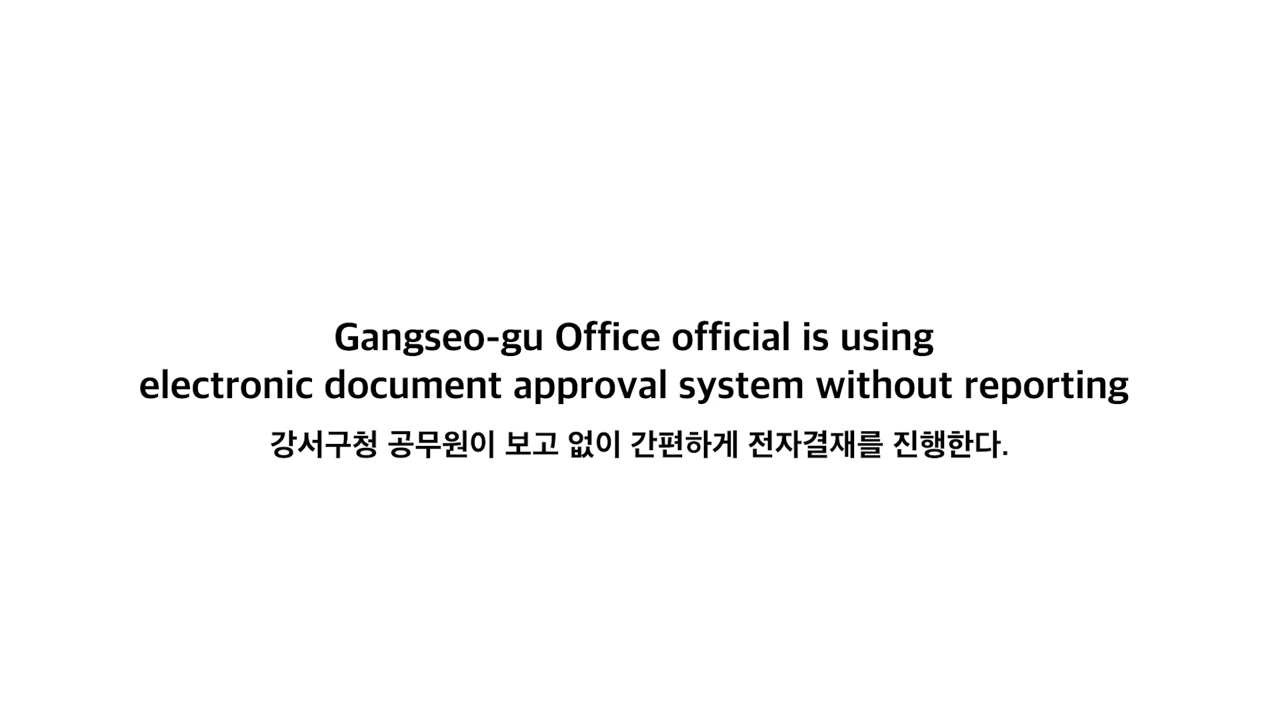 Gangseo-gu Office official is using
electronic document approval system without reporting
강서구청 공무원이 보고 없이 간편하게 전자결재를 진행한다.